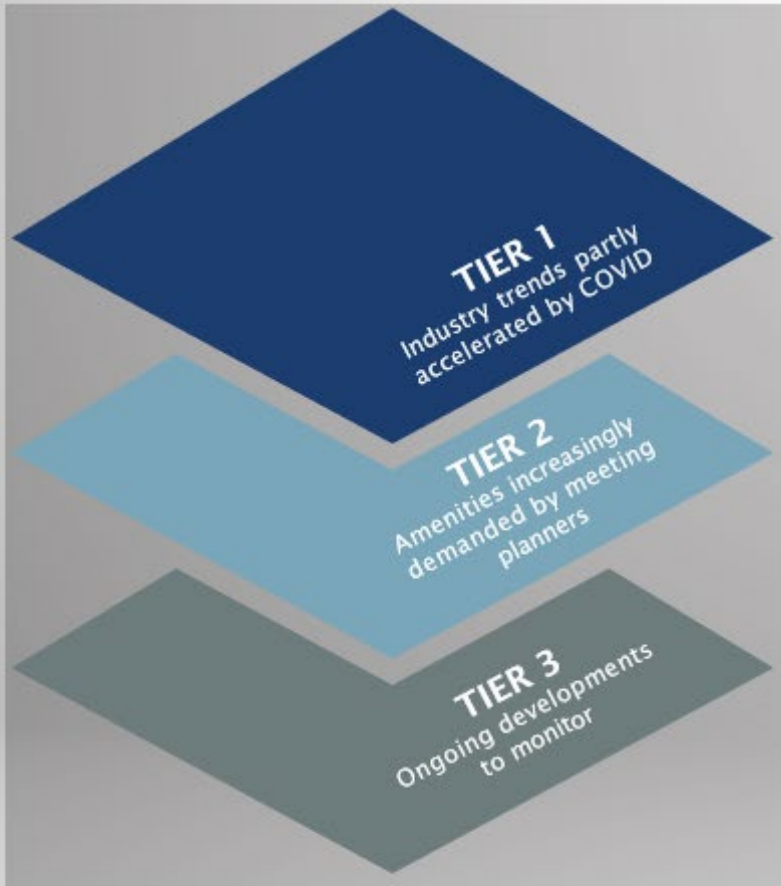 TIER 1
Industry trends partly
accelerated by COVID
TIER 2
Amenities increasingly
demanded by meeting
planners
TIER 3
Ongoing developments
to monitor